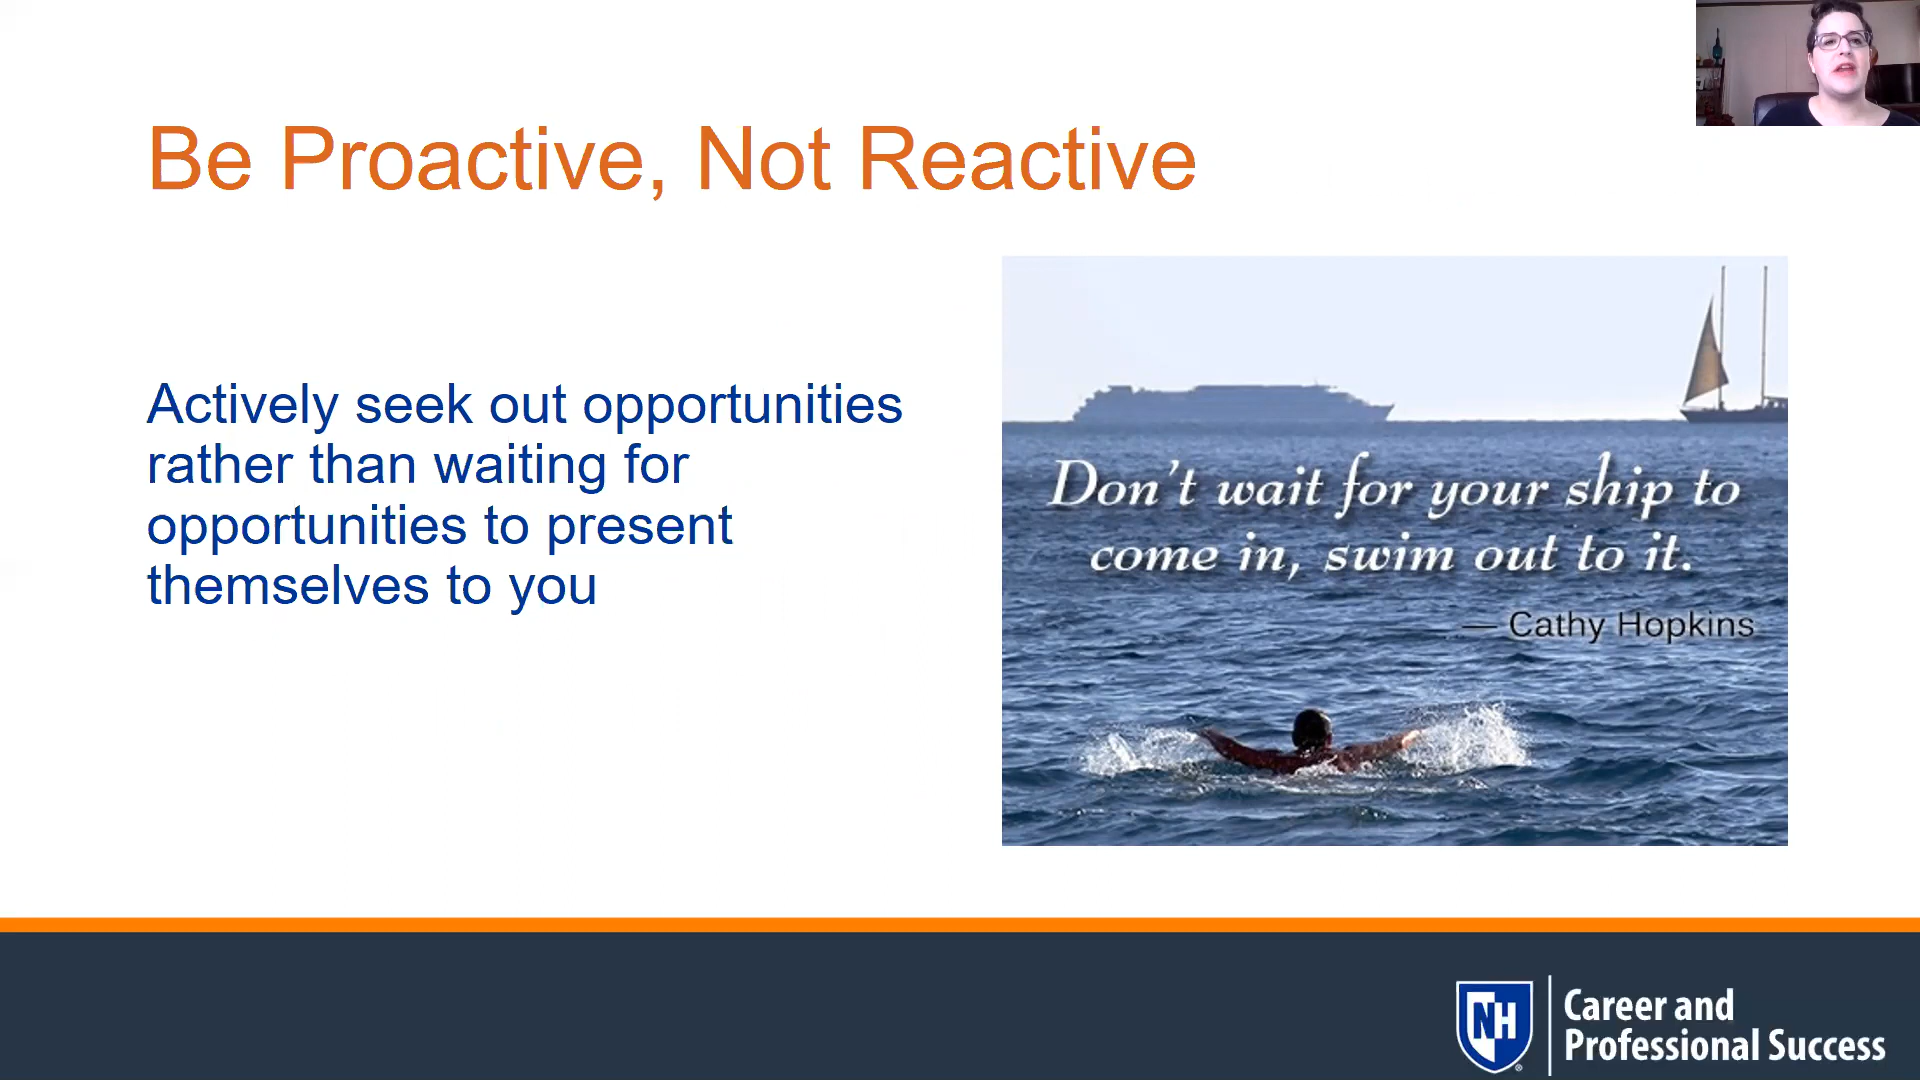 Be Proactive, Not Reactive
Actively seek out opportunities
rather than waiting for
opportunities to present
themselves to you
Don't wait for your ship to
come in, swim out to it.
— Cathy Hopkins
NH
Career and
Professional Success